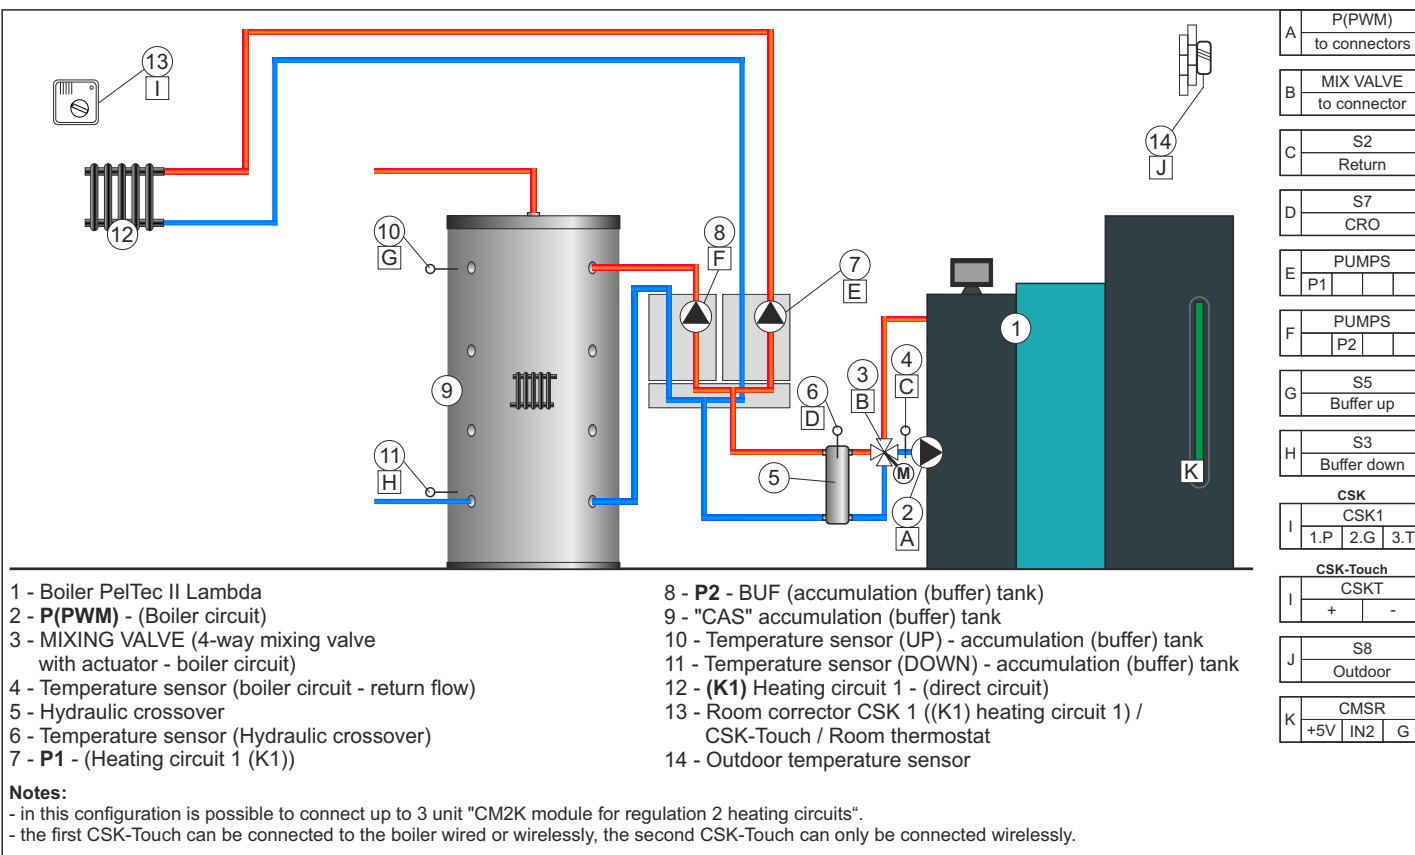 13
I
12
10
G
11
H
9
8
F
7
E
6
D
5
3
B
4
C
M
2
A
1
14
J
K
A
P(PWM)
to connectors
B
MIX VALVE
to connector
C
S2
Return
D
S7
CRO
E
PUMPS
P1
F
PUMPS
P2
G
S5
Buffer up
H
S3
Buffer down
CSK
I
CSK1
1.P 2.G 3.T
CSK-Touch
I
CSKT
+ -
J
S8
Outdoor
K
CMSR
+5V IN2 G
1 - Boiler PelTec II Lambda
2 - P(PWM) - (Boiler circuit)
3 - MIXING VALVE (4-way mixing valve
with actuator - boiler circuit)
4 - Temperature sensor (boiler circuit - return flow)
5 - Hydraulic crossover
6 - Temperature sensor (Hydraulic crossover)
7 - P1 - (Heating circuit 1 (K1))
8 - P2 - BUF (accumulation (buffer) tank)
9 - "CAS" accumulation (buffer) tank
10 - Temperature sensor (UP) - accumulation (buffer) tank
11 - Temperature sensor (DOWN) - accumulation (buffer) tank
12 - (K1) Heating circuit 1 - (direct circuit)
13 - Room corrector CSK 1 ((K1) heating circuit 1) /
CSK-Touch / Room thermostat
14 - Outdoor temperature sensor
Notes:
- in this configuration is possible to connect up to 3 unit "CM2K module for regulation 2 heating circuits“.
- the first CSK-Touch can be connected to the boiler wired or wirelessly, the second CSK-Touch can only be connected wirelessly.